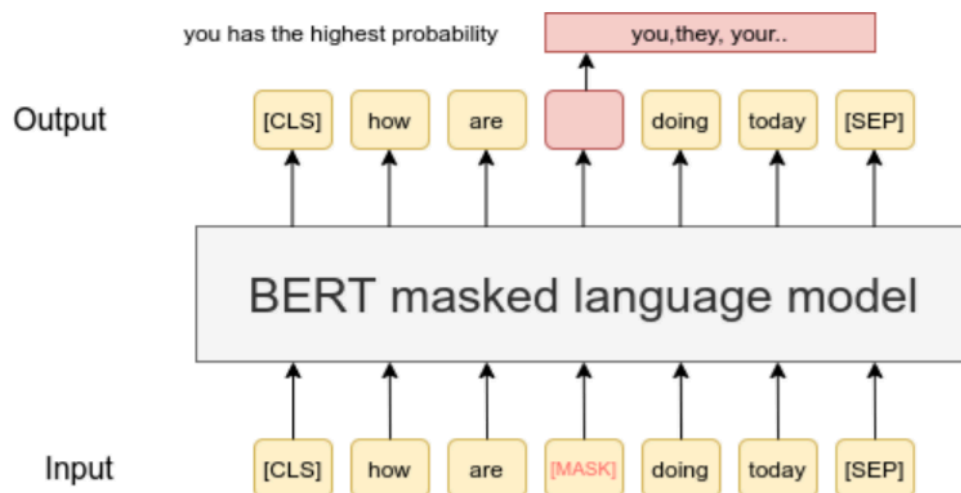 you has the highest probability
you,they, your..
Output
[CLS] how are doing today [SEP]
BERT masked language model
Input
[CLS] how are [MASK] doing today [SEP]